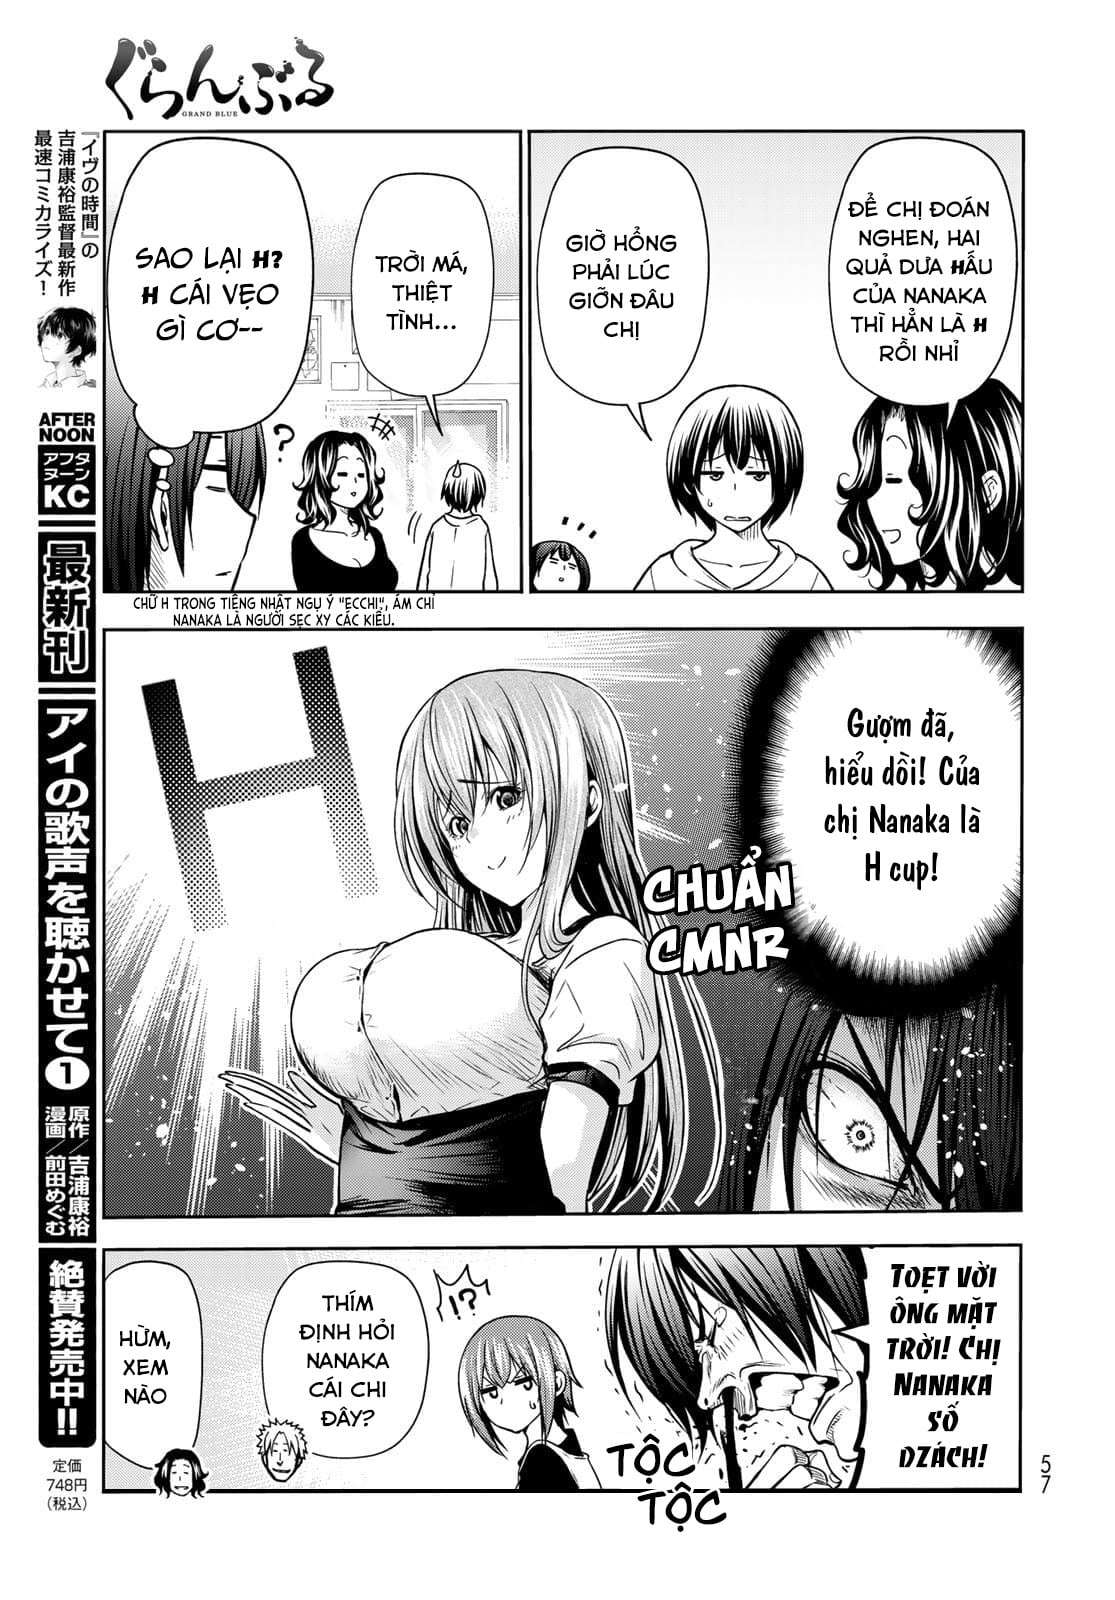 ぐらんぶる
GRAND BLUE
『イヴの時間』の
吉浦康裕監督最新作
最速コミカライズ！
AFTER
NOON
アフタ
ヌーン
KC
最新刊
アイの歌声を聴かせて①
原作／吉浦康裕
漫画／前田めぐむ
絶賛発売中!!
定価
748円
(税込)
ĐỂ CHỊ ĐOÁN
NGHEN, HAI
QUẢ DƯA HẤU
CỦA NANAKA
THÌ HẲN LÀ H
RỒI NHỈ
GIỜ HỔNG
PHẢI LÚC
GIỠN ĐÂU
CHỊ
TRỜI MÁ,
THIỆT
TÌNH...
SAO LẠI H?
H CÁI VẸO
GÌ CƠ--
?
CHỮ H TRONG TIẾNG NHẬT NGỤ Ý "ECCHI", ÁM CHỈ
NANAKA LÀ NGƯỜI SẸC XY CÁC KIỂU.
Gượm đã,
hiểu dồi! Của
chị Nanaka là
H cup!
CHUẨN
CMNR
H
TOẸT VỜI
ÔNG MẶT
TRỜI! CHỊ
NANAKA
SỐ
DZÁCH!
TỘC
TỘC
!?
THÍM
ĐỊNH HỎI
NANAKA
CÁI CHI
ĐÂY?
HỪM,
XEM
NÀO
57